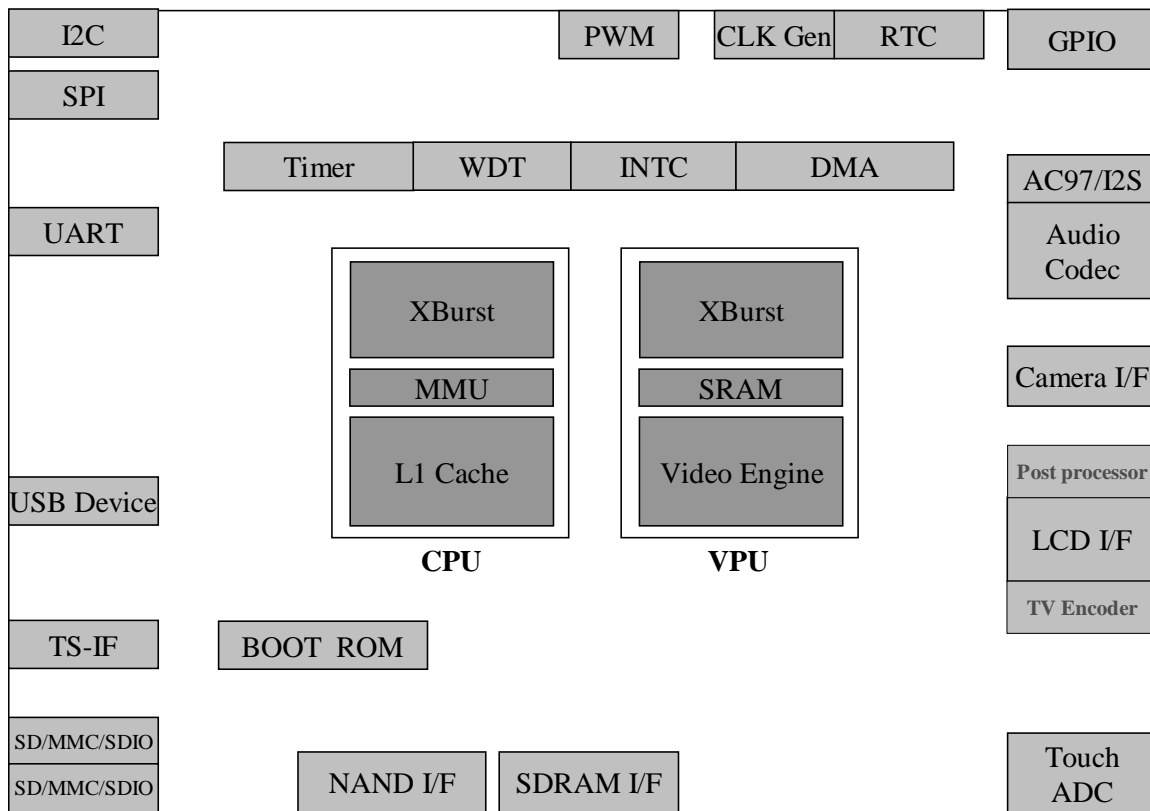 I2C
PWM
CLK Gen
RTC
GPIO
SPI
Timer
WDT
INTC
DMA
AC97/I2S
UART
Audio
Codec
XBurst
XBurst
MMU
SRAM
Camera I/F
L1 Cache
Video Engine
Post processor
USB Device
LCD I/F
CPU
VPU
TV Encoder
TS-IF
BOOT ROM
SD/MMC/SDIO
SD/MMC/SDIO
NAND I/F
SDRAM I/F
Touch
ADC